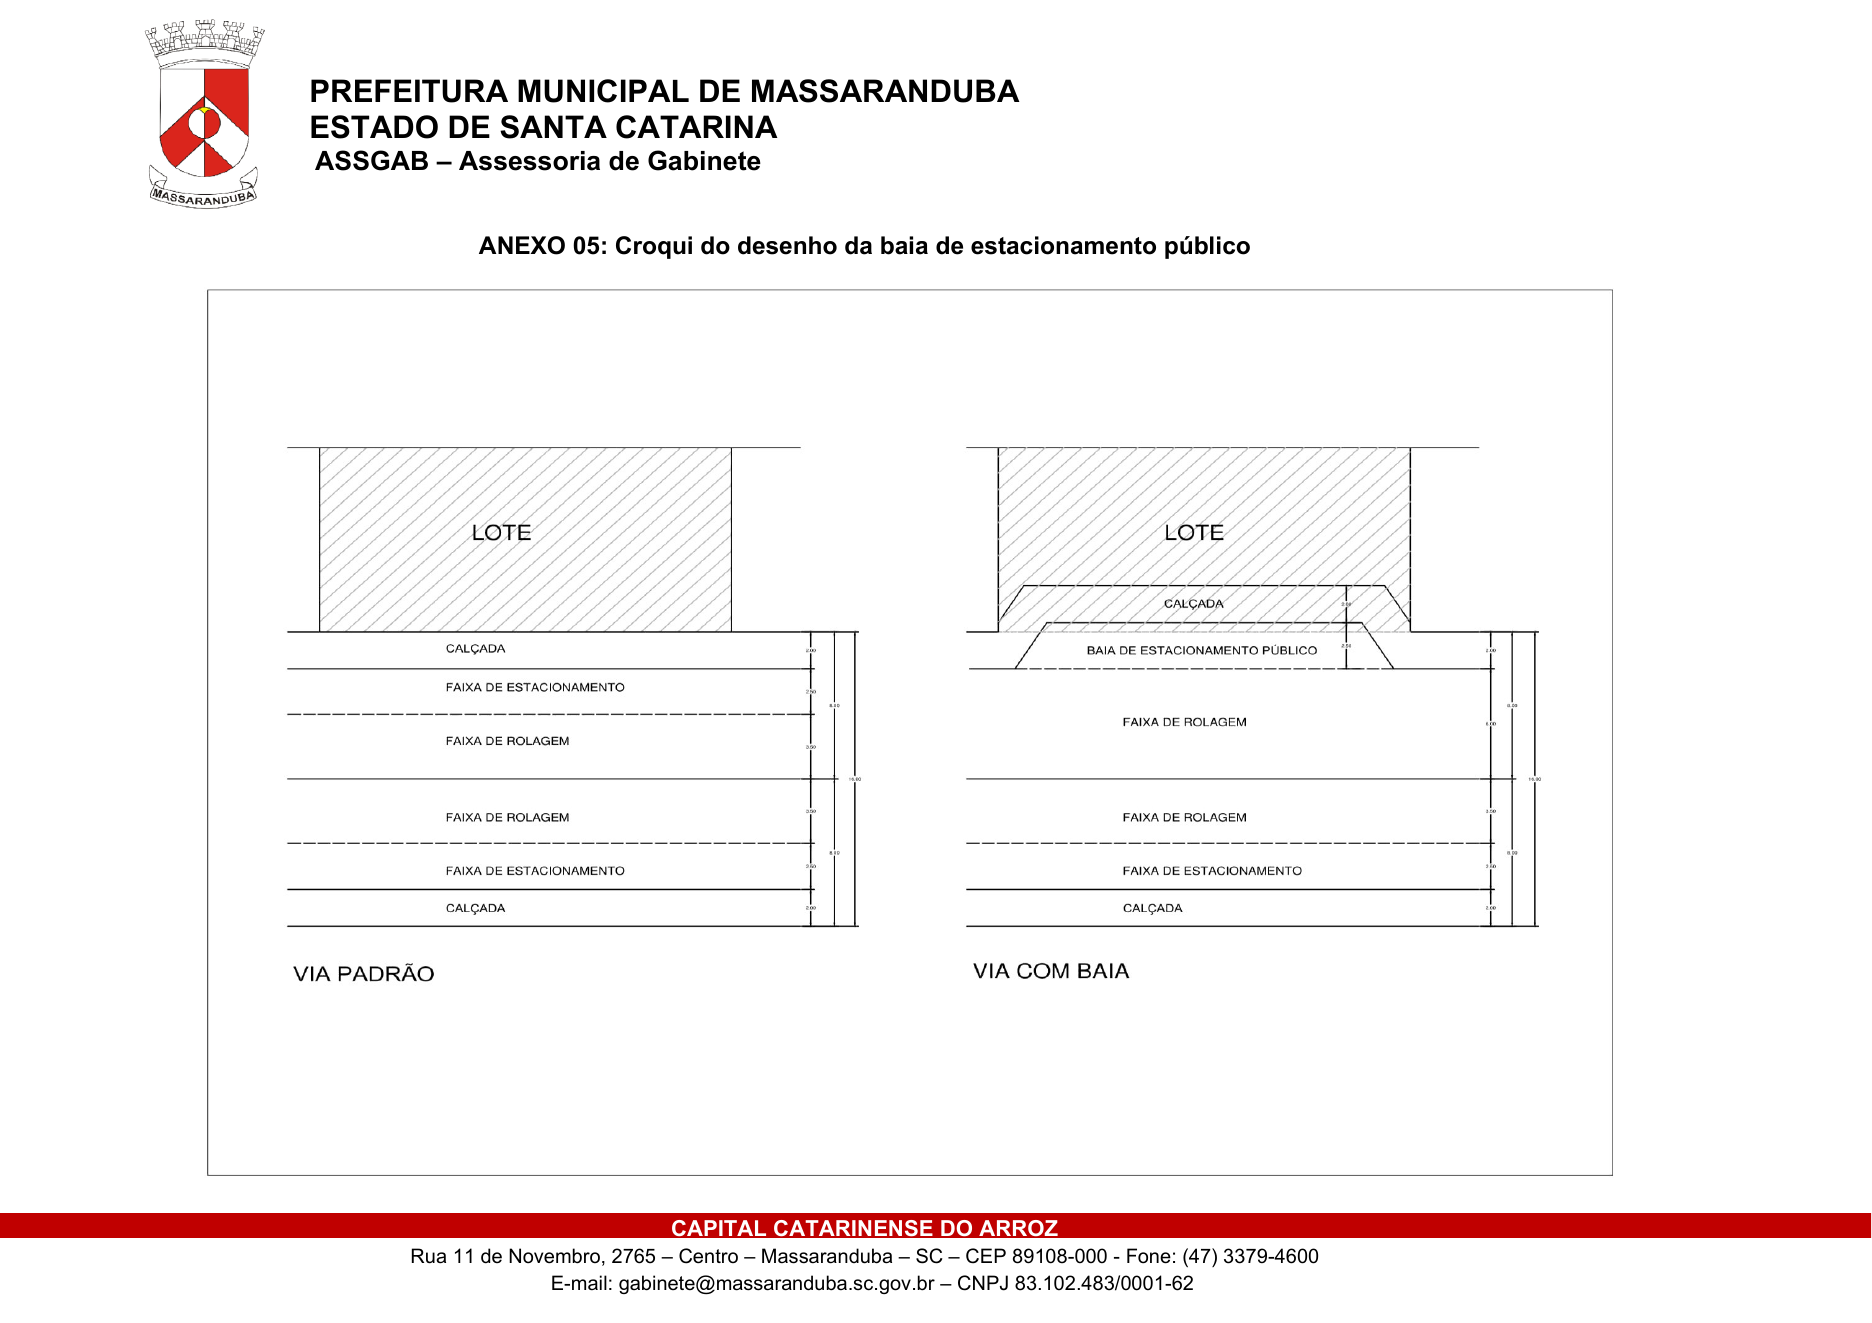 MASSARANDUBA
PREFEITURA MUNICIPAL DE MASSARANDUBA
ESTADO DE SANTA CATARINA
ASSGAB – Assessoria de Gabinete
ANEXO 05: Croqui do desenho da baia de estacionamento público
LOTE
CALÇADA
FAIXA DE ESTACIONAMENTO
FAIXA DE ROLAGEM
FAIXA DE ROLAGEM
FAIXA DE ESTACIONAMENTO
CALÇADA
VIA PADRÃO
LOTE
CALÇADA
BAIA DE ESTACIONAMENTO PÚBLICO
FAIXA DE ROLAGEM
FAIXA DE ROLAGEM
FAIXA DE ESTACIONAMENTO
CALÇADA
VIA COM BAIA
CAPITAL CATARINENSE DO ARROZ
Rua 11 de Novembro, 2765 – Centro – Massaranduba – SC – CEP 89108-000 - Fone: (47) 3379-4600
E-mail: gabinete@massaranduba.sc.gov.br – CNPJ 83.102.483/0001-62